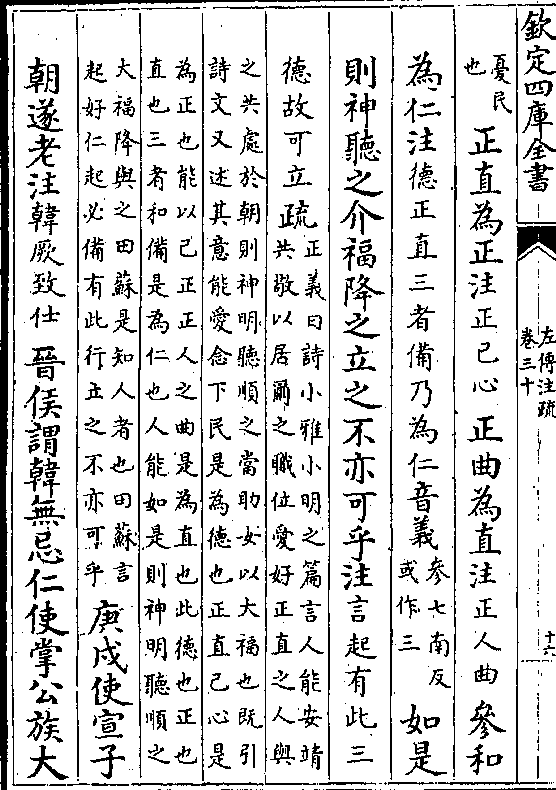 欽定四庫全書
左傳注疏
卷三十
十六
憂民
也
正直為正注正己心 正曲為直注正人曲 參和
為仁注德正直三者備乃為仁音義
參七南反
或作三
如是
則神聽之介福降之立之不亦可乎注言起有此三
德故可立疏
正義曰詩小雅小明之篇言人能安靖
共敬以居爾之職位愛好正直之人與
之共處於朝則神明聽順之當助女以大福也既引
詩文又述其意能愛念下民是為德也正直己心是
為正也能以己正正人之曲是為直也此德也正也
直也三者和備是為仁也人能如是則神明聽順之
大福降與之田蘇是知人者也田蘇言
起好仁起必備有此行立之不亦可乎
庚戌使宣子
朝遂老注韓厥致仕 晉侯謂韓無忌仁使掌公族大